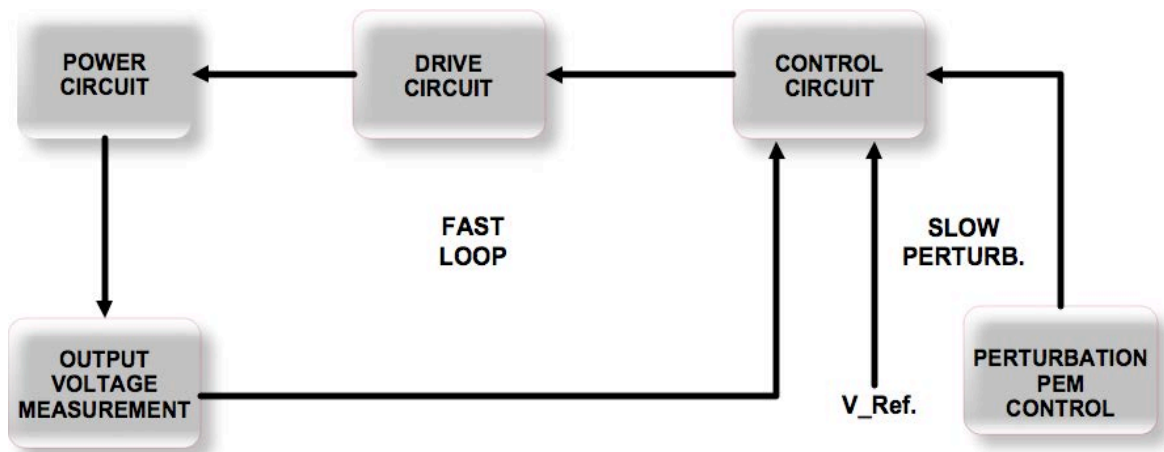 POWER
CIRCUIT
DRIVE
CIRCUIT
CONTROL
CIRCUIT
FAST
LOOP
SLOW
PERTURB.
OUTPUT
VOLTAGE
MEASUREMENT
V_Ref.
PERTURBATION
PEM
CONTROL